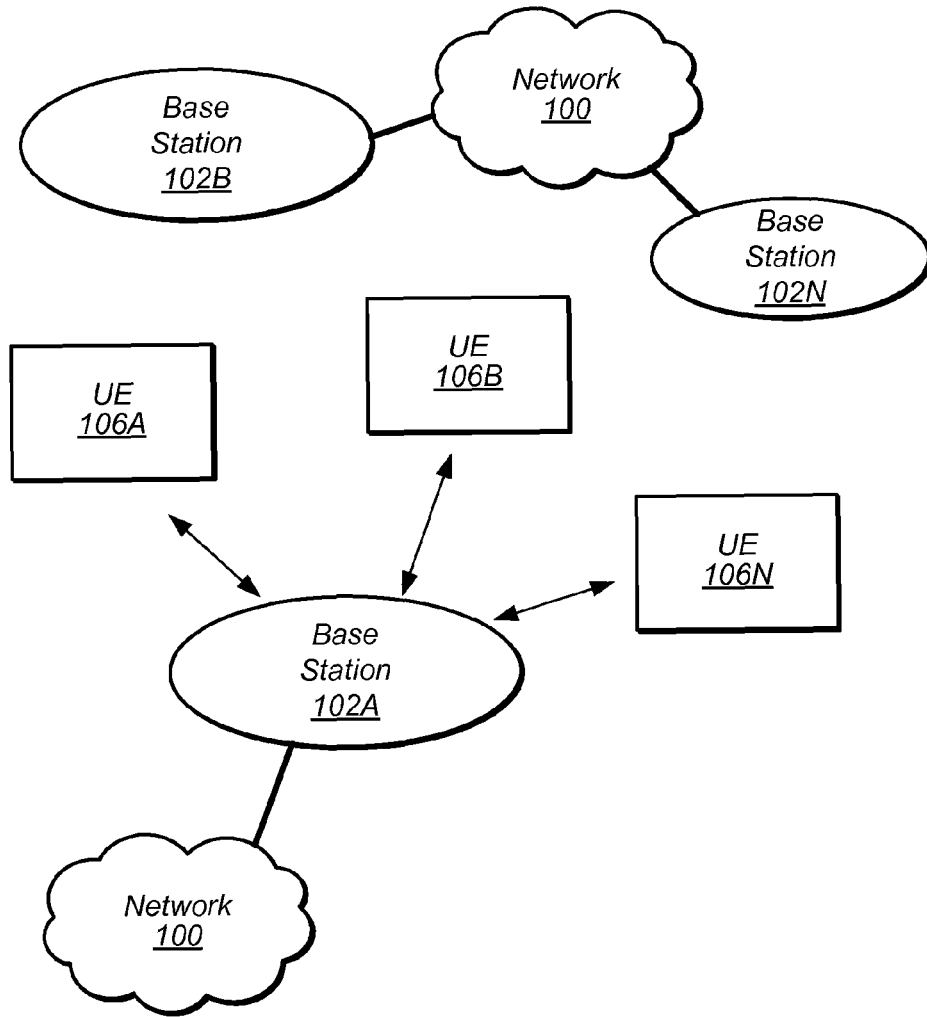 Network
100
Base
Station
102B
Base
Station
102N
UE
106A
UE
106B
UE
106N
Base
Station
102A
Network
100